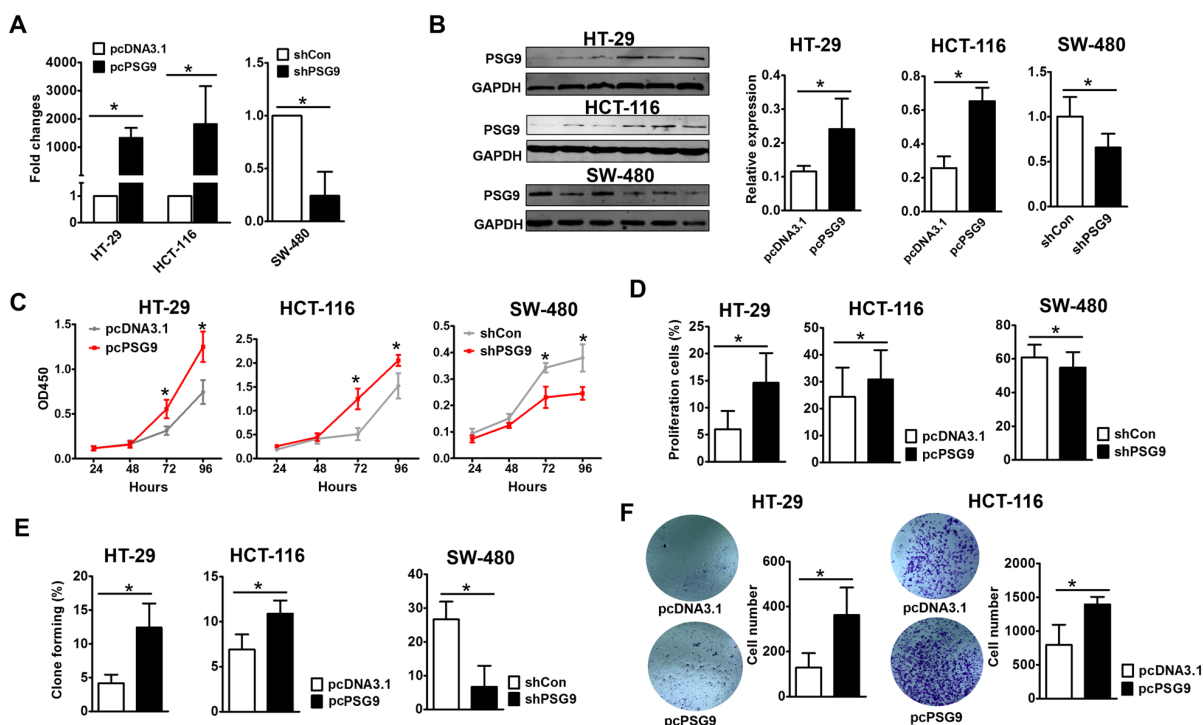 A
pcDNA3.1
pcPSG9
shCon
shPSG9
Fold changes
4000
3000
2000
1000
1
0
*
*
HT-29
HCT-116
1.5
1.0
0.5
0.0
*
SW-480
B
HT-29
PSG9
GAPDH
HCT-116
PSG9
GAPDH
SW-480
PSG9
GAPDH
HT-29
Relative expression
0.4
0.3
0.2
0.1
0.0
*
pcDNA3.1
pcPSG9
HCT-116
0.8
0.6
0.4
0.2
0.0
*
pcDNA3.1
pcPSG9
SW-480
1.5
1.0
0.5
0.0
*
shCon
shPSG9
C
HT-29
OD450
1.5
1.0
0.5
0.0
pcDNA3.1
pcPSG9
*
*
24 48 72 96
Hours
HCT-116
2.5
2.0
1.5
1.0
0.5
0.0
*
*
24 48 72 96
Hours
SW-480
0.5
0.4
0.3
0.2
0.1
0.0
shCon
shPSG9
*
*
24 48 72 96
Hours
D
HT-29
Proliferation cells (%)
25
20
15
10
5
0
*
HCT-116
50
40
30
20
10
0
*
pcDNA3.1
pcPSG9
SW-480
80
60
40
20
0
*
shCon
shPSG9
E
HT-29
Clone forming (%)
20
15
10
5
0
*
HCT-116
15
10
5
0
*
pcDNA3.1
pcPSG9
SW-480
40
30
20
10
0
*
shCon
shPSG9
F
HT-29
pcDNA3.1
pcPSG9
Cell number
600
400
200
0
*
HCT-116
pcDNA3.1
pcPSG9
Cell number
2000
1500
1000
500
0
*
pcDNA3.1
pcPSG9